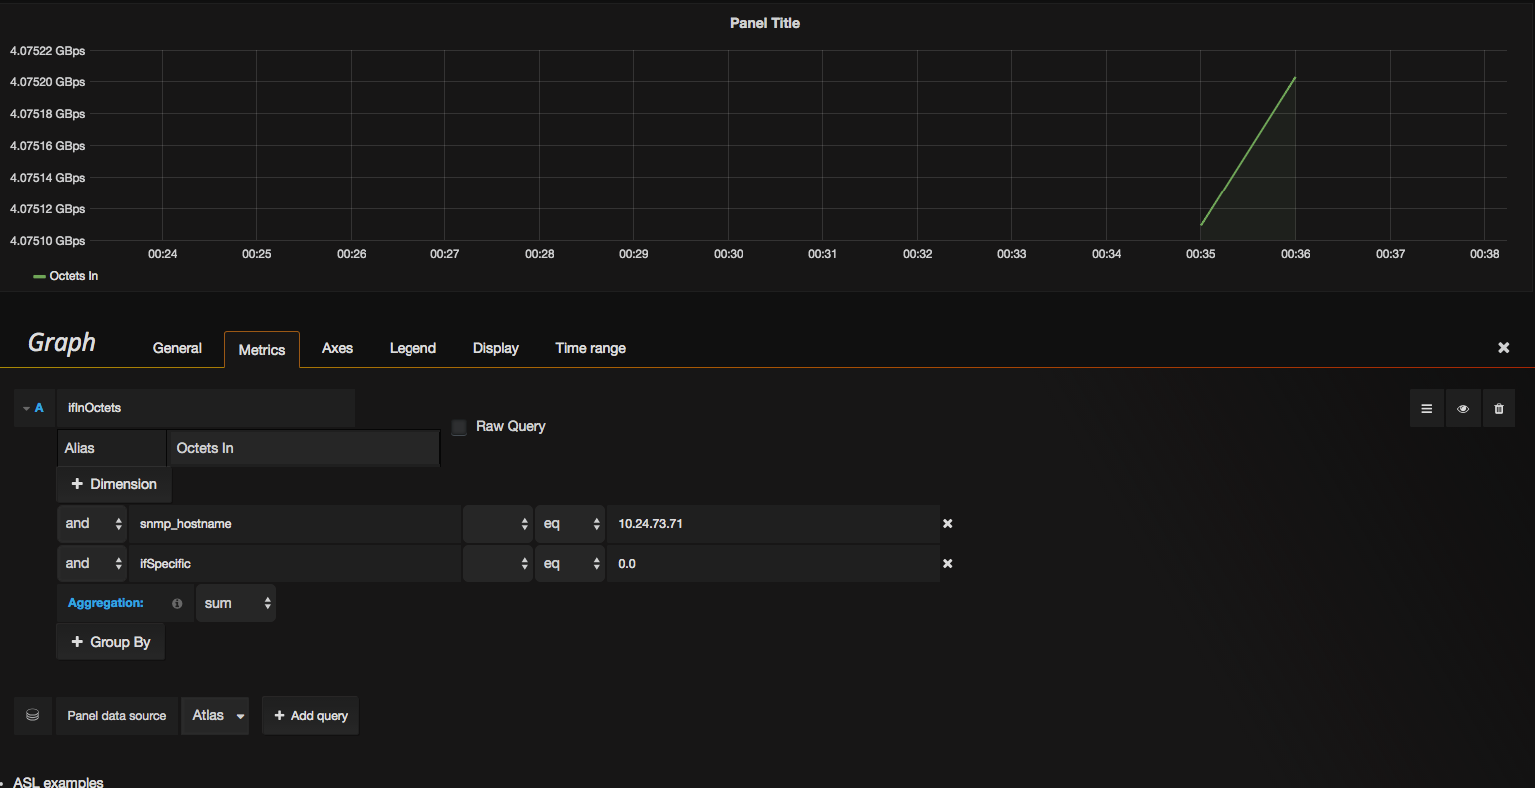 Panel Title
4.07522 GBps
4.07520 GBps
4.07518 GBps
4.07516 GBps
4.07514 GBps
4.07512 GBps
4.07510 GBps
00:24 00:25 00:26 00:27 00:28 00:29 00:30 00:31 00:32 00:33 00:34 00:35 00:36 00:37 00:38
Octets In
Graph General Metrics Axes Legend Display Time range
A ifInOctets
Raw Query
Alias Octets In
+ Dimension
and snmp_hostname eq 10.24.73.71
and ifSpecific eq 0.0
Aggregation: sum
+ Group By
Panel data source Atlas + Add query
ASL examples